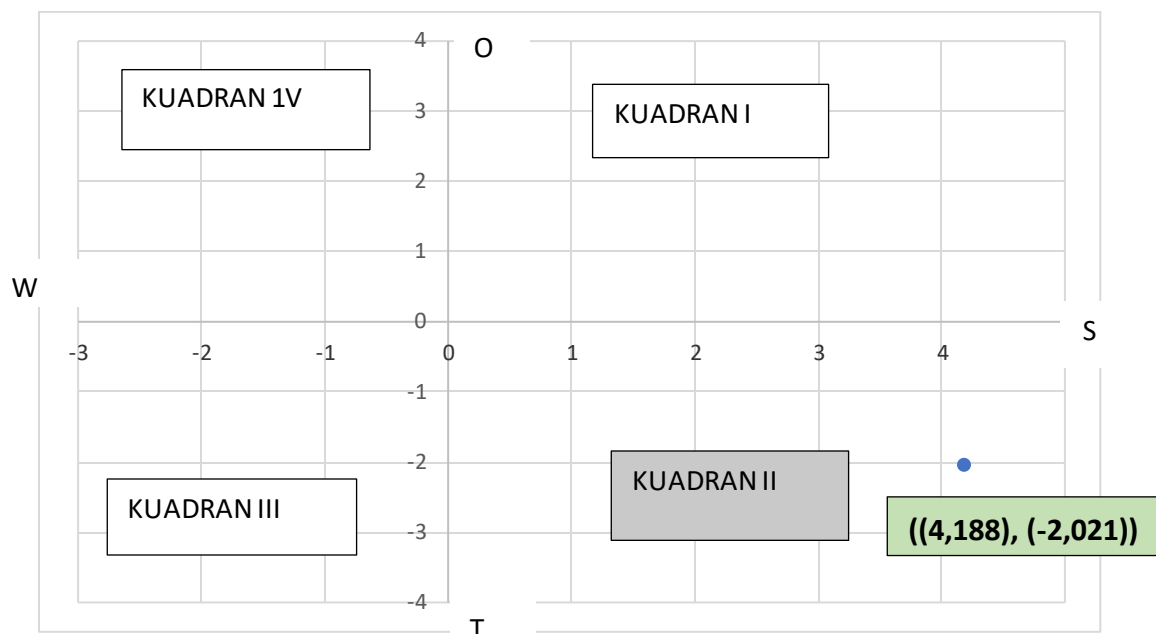 4 O
KUADRAN 1V
3
KUADRAN I
2
1
W
0
S
-3 -2 -1 0 1 2 3 4
-1
-2
KUADRAN II
KUADRAN III
-3
((4,188), (-2,021))
-4
T